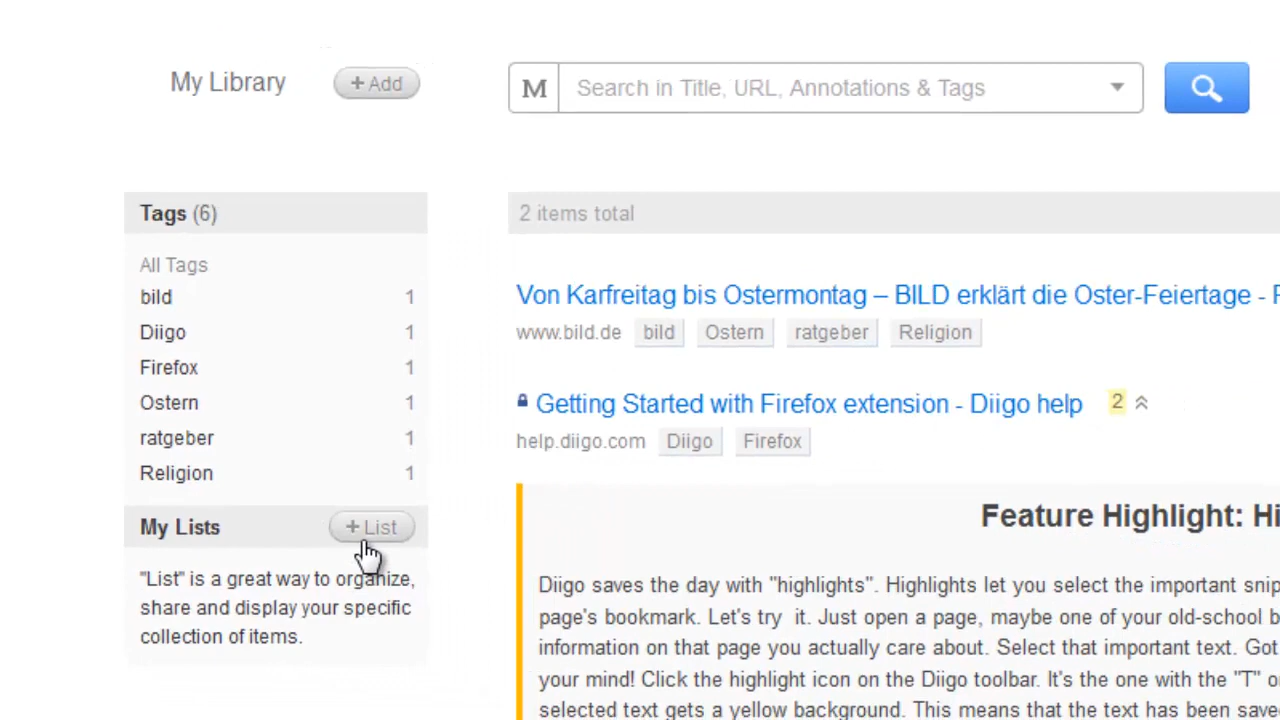 My Library
+ Add
M
Search in Title, URL, Annotations & Tags
Tags (6)
All Tags
bild 1
Diigo 1
Firefox 1
Ostern 1
ratgeber 1
Religion 1
My Lists
+ List
"List" is a great way to organize,
share and display your specific
collection of items.
2 items total
Von Karfreitag bis Ostermontag – BILD erklärt die Oster-Feiertage -
www.bild.de bild Ostern ratgeber Religion
Getting Started with Firefox extension - Diigo help 2
help.diigo.com Diigo Firefox
Feature Highlight:
Diigo saves the day with "highlights". Highlights let you select the important
page's bookmark. Let's try it. Just open a page, maybe one of your old-school
information on that page you actually care about. Select that important text. Got
your mind! Click the highlight icon on the Diigo toolbar. It's the one with the "T"
selected text gets a yellow background. This means that the text has been